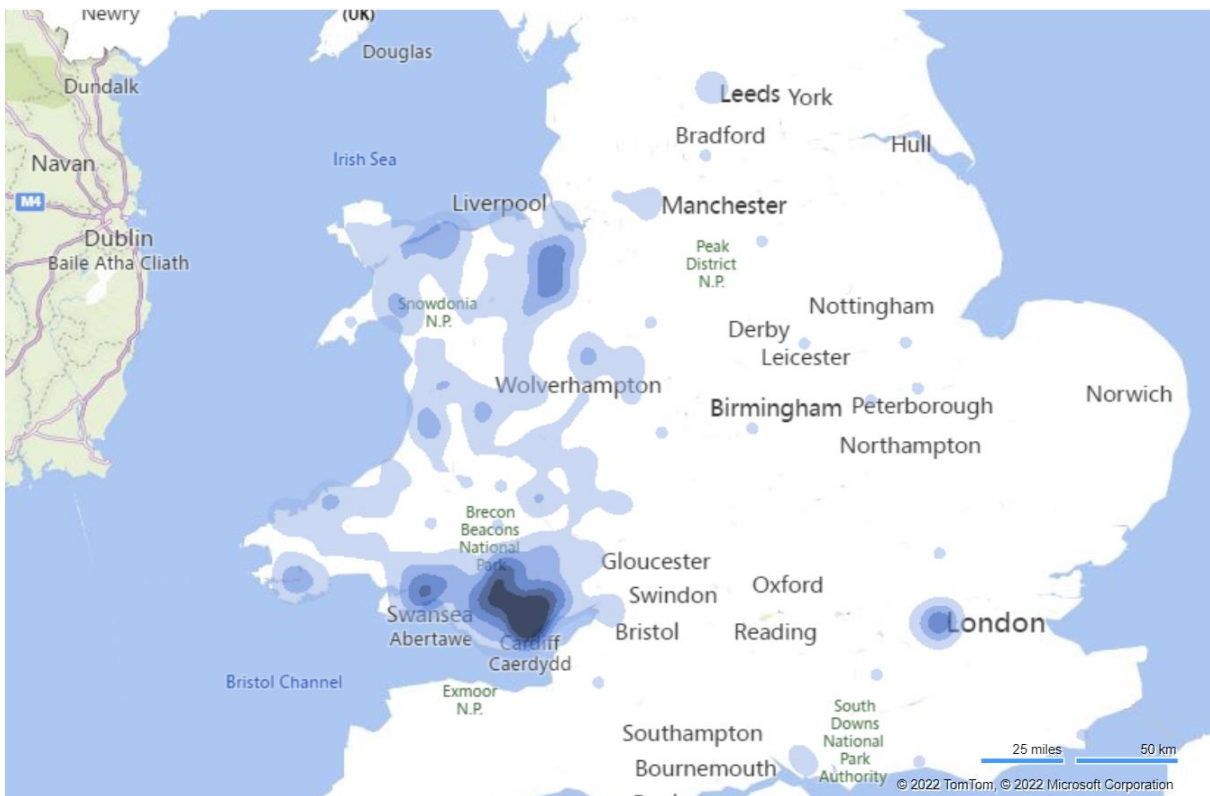 Newry
(UK)
Douglas
Dundalk
Leeds
York
Bradford
Hull
Navan
Irish Sea
M4
Liverpool
Manchester
Dublin
Baile Atha Cliath
Peak
District
N.P.
Snowdonia
N.P.
Nottingham
Derby
Leicester
Wolverhampton
Birmingham
Peterborough
Norwich
Northampton
Brecon
Beacons
National
Park
Gloucester
Oxford
Swindon
Swansea
Abertawe
Bristol
Reading
London
Cardiff
Caerdydd
Bristol Channel
Exmoor
N.P.
South
Downs
National
Park
Authority
Southampton
Bournemouth
25 miles
50 km
© 2022 TomTom, © 2022 Microsoft Corporation